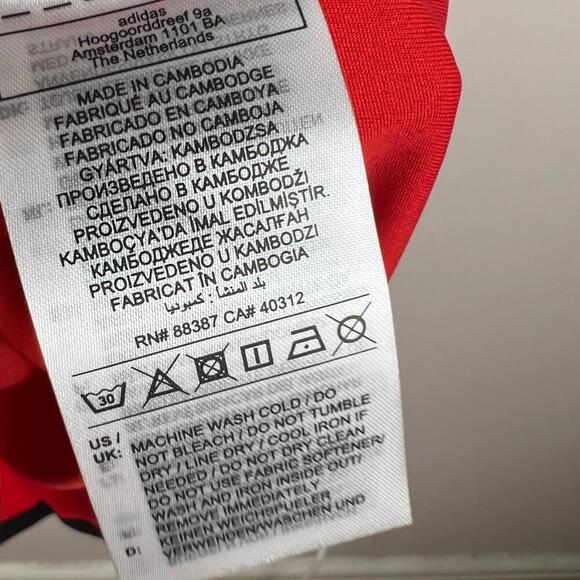 adidas
Hoogoorddreef 9a
Amsterdam 1101 BA
The Netherlands
MADE IN CAMBODIA
FABRIQUÉ AU CAMBODGE
FABRICADO EN CAMBOYA
FABRICADO NO CAMBOJA
GYÁRTVA: KAMBODZSA
ПРОИЗВЕДЕНО В КАМБОДЖА
СДЕЛАНО В КАМБОДЖЕ
PROIZVEDENO U KOMBODŽI
KAMBOÇYA'DA İMAL EDİLMİŞTİR.
КАМБОДЖЕДЕ ЖАСАЛҒАН
PROIZVEDENO U KAMBODZI
FABRICAT ÎN CAMBOGIA
بلد المنشأ : كمبوديا
RN# 88387 CA# 40312
30
US / UK: MACHINE WASH COLD / DO
NOT BLEACH / DO NOT TUMBLE
DRY / LINE DRY / COOL IRON IF
NEEDED / DO NOT DRY CLEAN
DO NOT USE FABRIC SOFTENER/
WASH AND IRON INSIDE OUT/
REMOVE IMMEDIATELY
D: EINEN WEICHSPUELER
VERWENDEN/WASCHEN UND